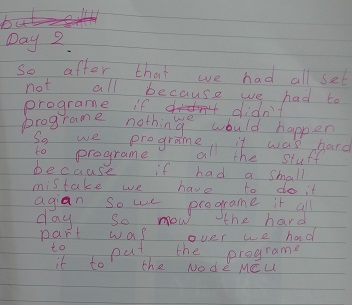 Day 2.
So after that we had all set
not all because we had to
programe if didn't
programe nothing we would happen
So we programe it was hard
to programe all the stuff
because if had a small
mistake we have to do it
agian so we programe it all
day so now the hard
part was over we had
to put the programe
it to the Node MCU